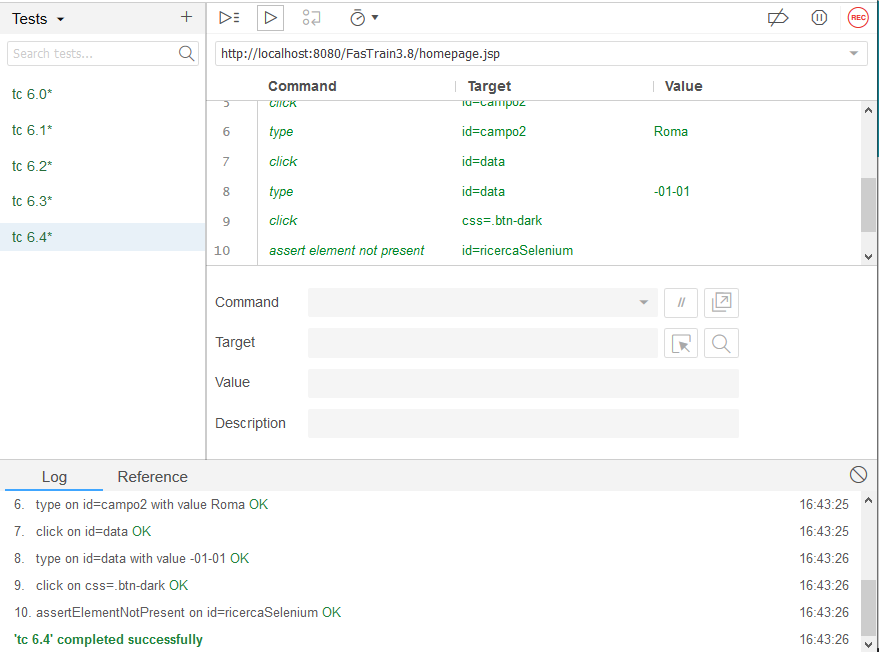 Tests
REC
Search tests...
http://localhost:8080/FasTrain3.8/homepage.jsp
Command Target Value
tc 6.0*
tc 6.1*
tc 6.2*
tc 6.3*
tc 6.4*
5 click id=campo2
6 type id=campo2 Roma
7 click id=data
8 type id=data -01-01
9 click css=.btn-dark
10 assert element not present id=ricercaSelenium
Command //
Target
Value
Description
Log Reference
6. type on id=campo2 with value Roma OK 16:43:25
7. click on id=data OK 16:43:25
8. type on id=data with value -01-01 OK 16:43:26
9. click on css=.btn-dark OK 16:43:26
10. assertElementNotPresent on id=ricercaSelenium OK 16:43:26
'tc 6.4' completed successfully 16:43:26